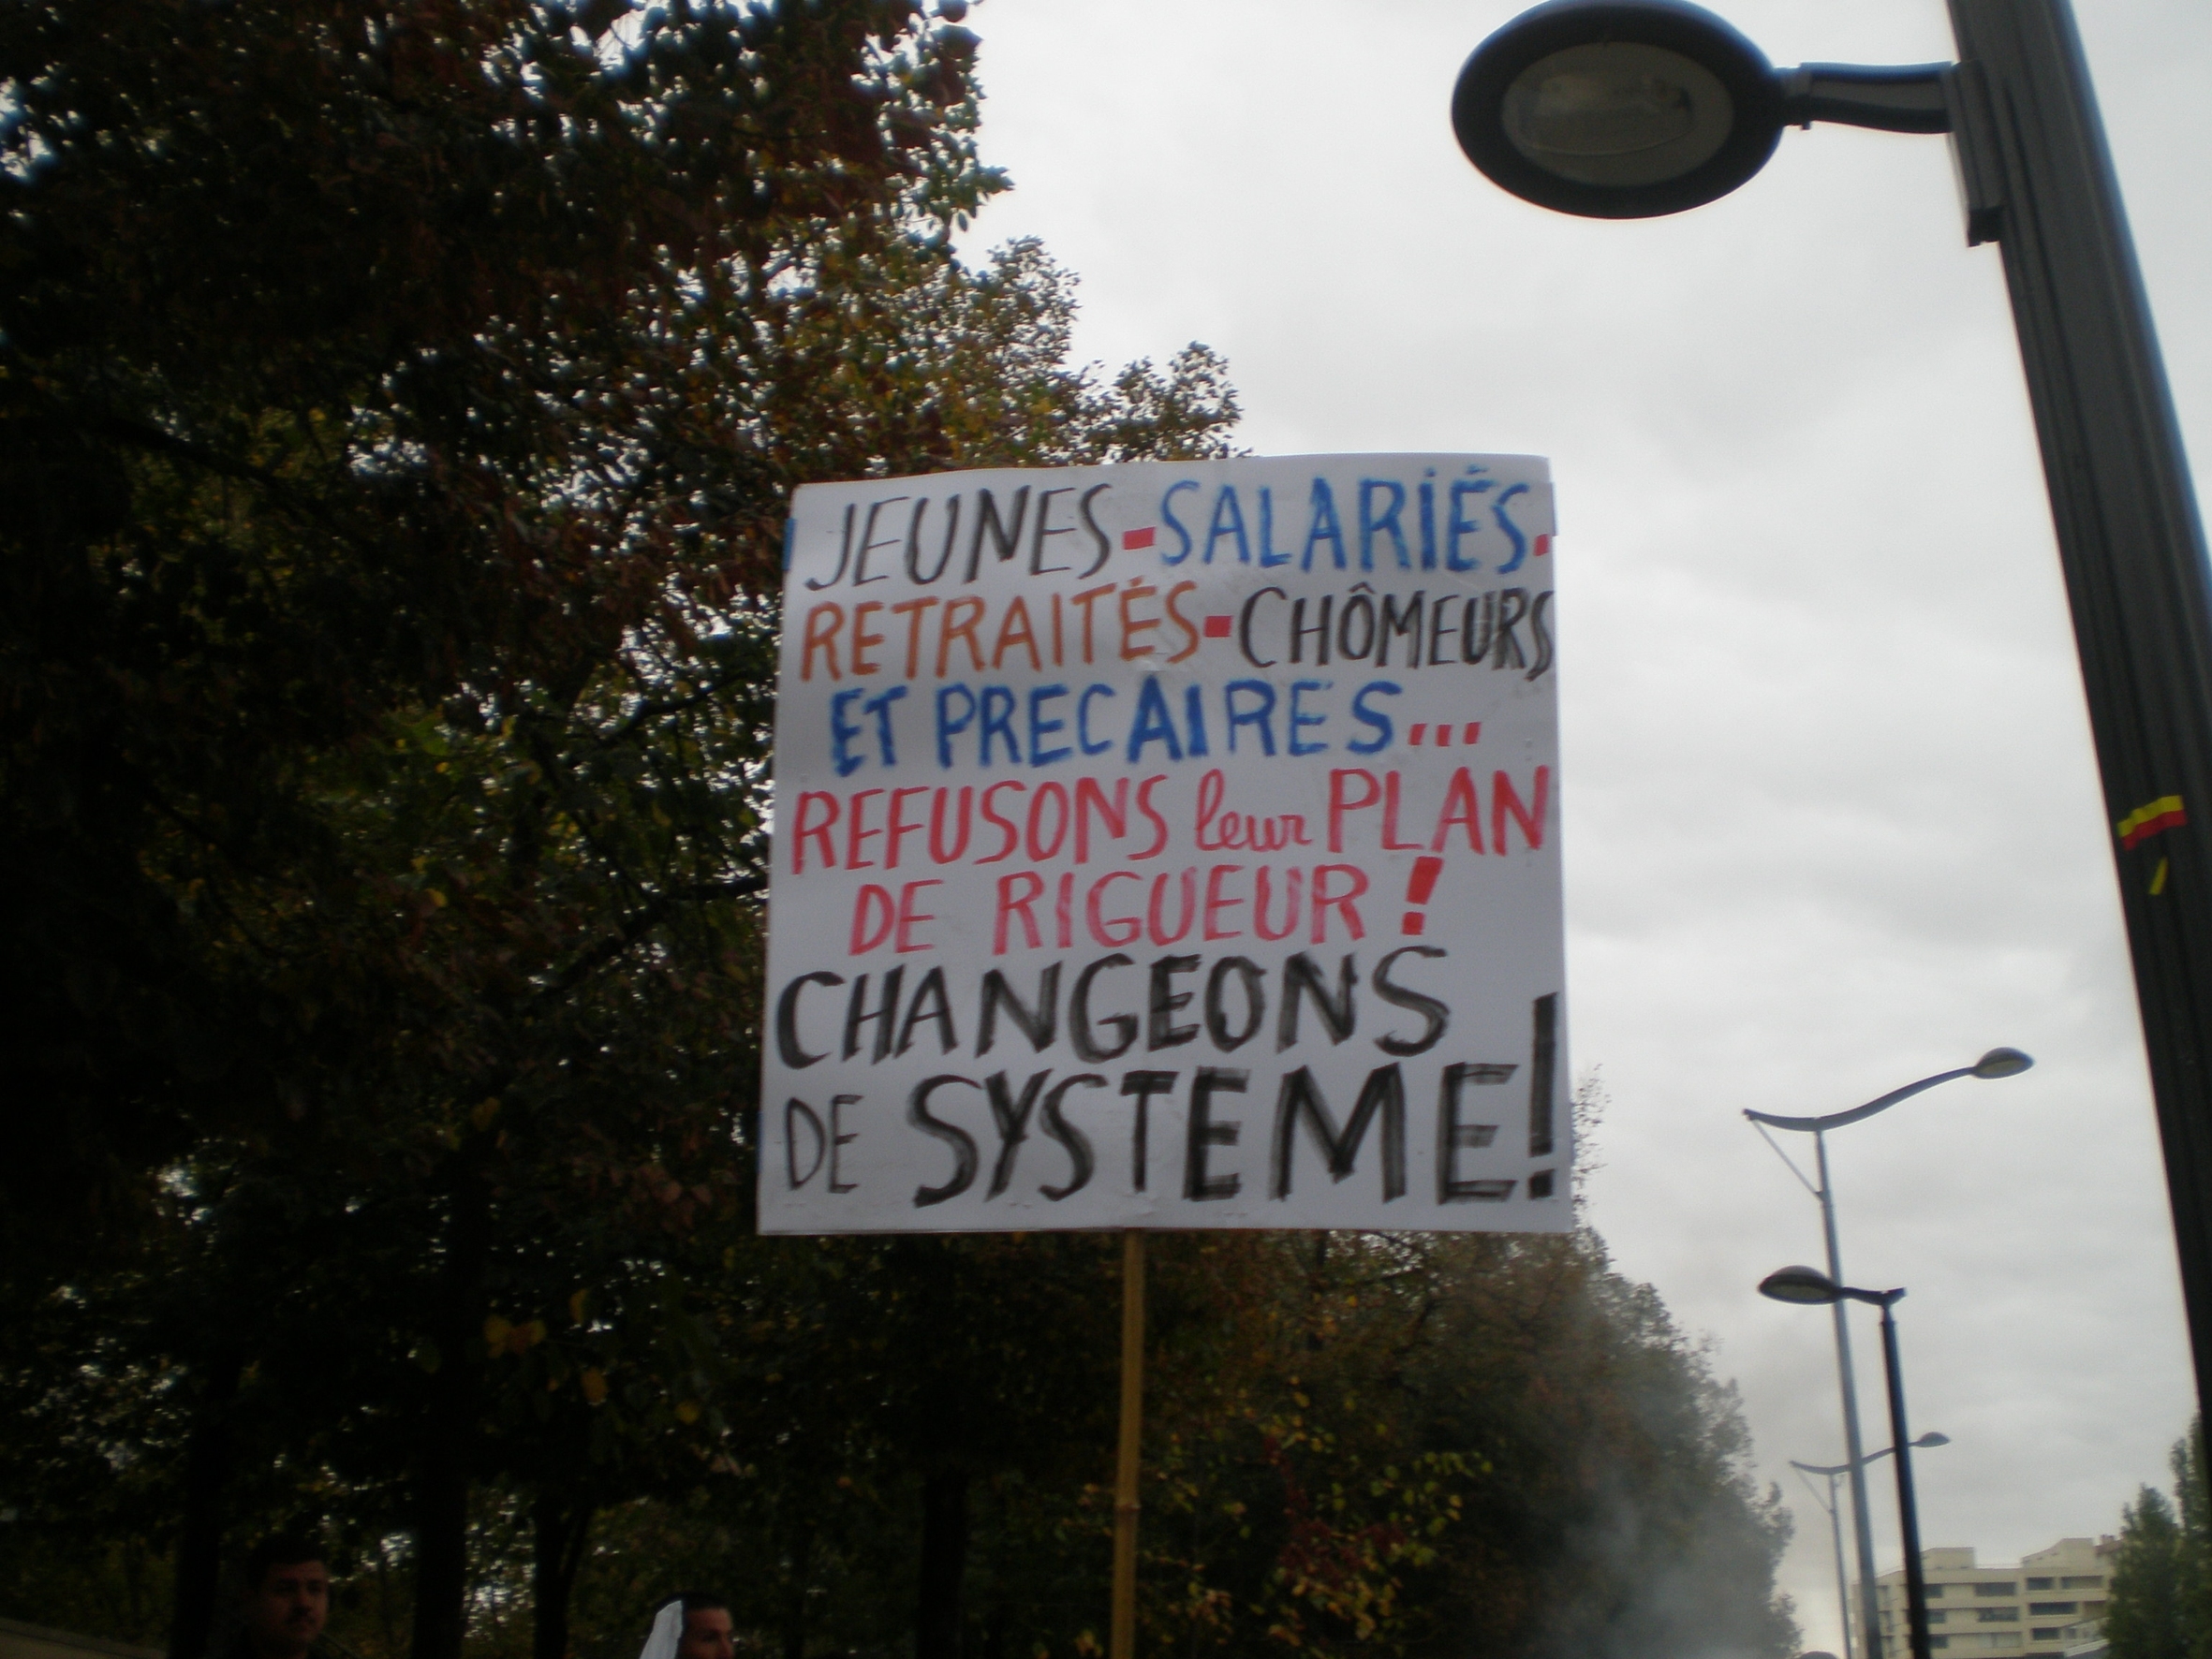 JEUNES-SALARIÉS-
RETRAITÉS-CHÔMEURS
ET PRECAIRES...
REFUSONS leur PLAN
DE RIGUEUR!
CHANGEONS
DE SYSTEME!